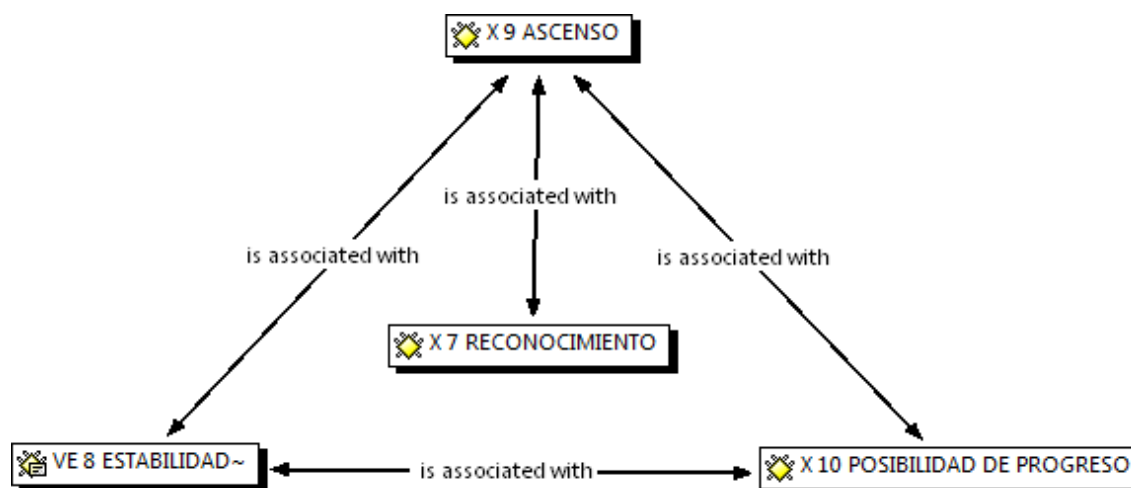 X 9 ASCENSO
is associated with
is associated with
is associated with
X 7 RECONOCIMIENTO
VE 8 ESTABILIDAD~
is associated with
X 10 POSIBILIDAD DE PROGRESO